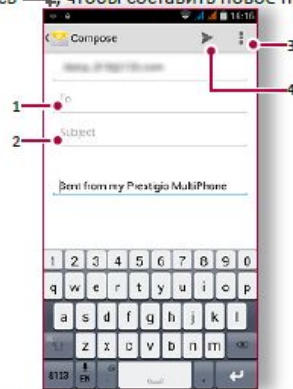 чтобы составить новое
16:16
Compose
3
4
To
1
Subject
2
Sent from my Prestigio MultiPhone
1 2 3 4 5 6 7 8 9 0
q w e r t y u i o p
a s d f g h j k l
z x c v b n m
EN